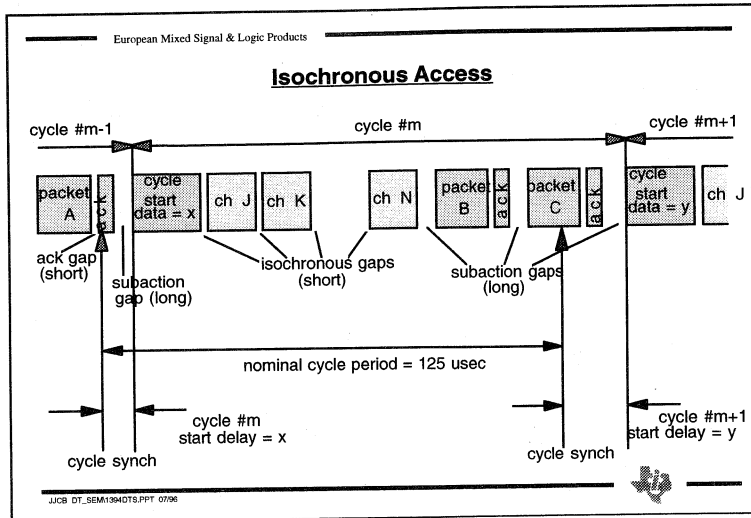 European Mixed Signal & Logic Products
Isochronous Access
cycle #m-1
cycle #m
cycle #m+1
packet
A
ack
cycle
start
data = x
ch J
ch K
ch N
packet
B
ack
packet
C
ack
cycle
start
data = y
ch J
ack gap
(short)
subaction
gap (long)
isochronous gaps
(short)
subaction gaps
(long)
nominal cycle period = 125 usec
cycle #m
start delay = x
cycle #m+1
start delay = y
cycle synch
cycle synch
JJCB DT_SEM\1394DTS.PPT 07/96